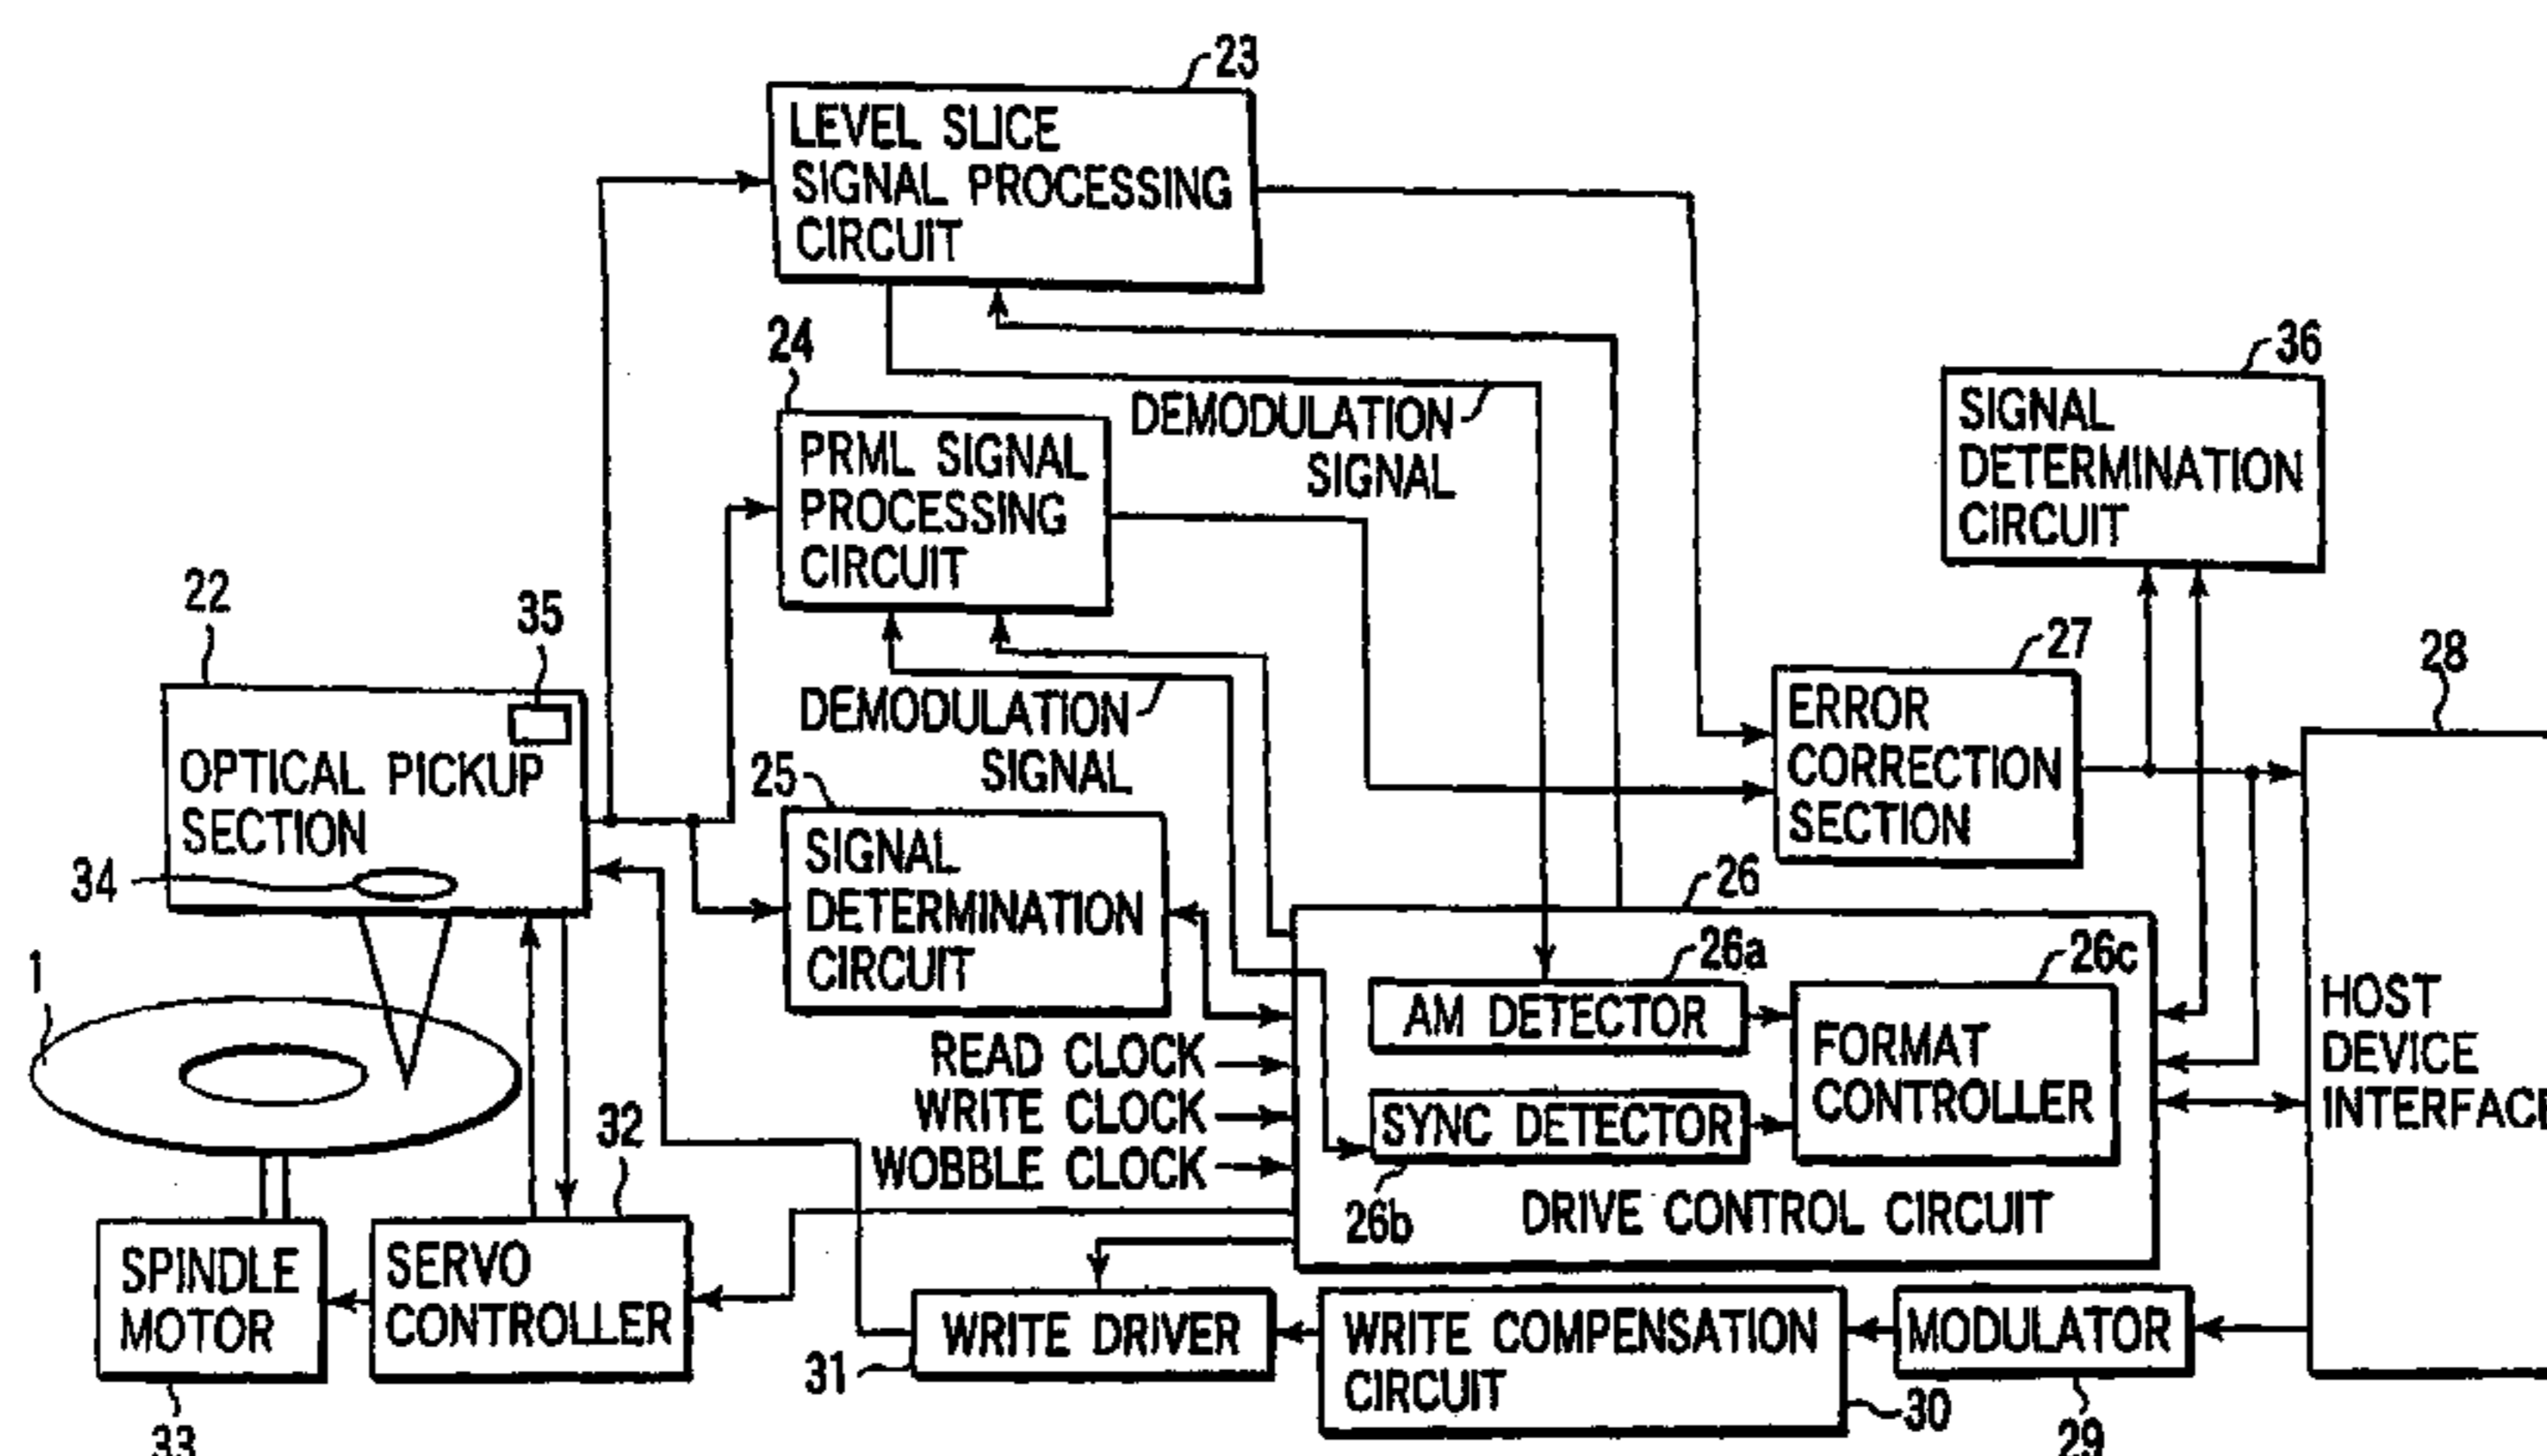 23
LEVEL SLICE
SIGNAL PROCESSING
CIRCUIT
24
PRML SIGNAL
PROCESSING
CIRCUIT
DEMODULATION
SIGNAL
36
SIGNAL
DETERMINATION
CIRCUIT
22
35
OPTICAL PICKUP
SECTION
34
DEMODULATION
SIGNAL
25
SIGNAL
DETERMINATION
CIRCUIT
27
ERROR
CORRECTION
SECTION
28
HOST
DEVICE
INTERFACE
26
26a
AM DETECTOR
26c
FORMAT
CONTROLLER
SYNC DETECTOR
26b
DRIVE CONTROL CIRCUIT
READ CLOCK
WRITE CLOCK
WOBBLE CLOCK
1
32
SPINDLE
MOTOR
33
SERVO
CONTROLLER
WRITE DRIVER
31
WRITE COMPENSATION
CIRCUIT
30
MODULATOR
29